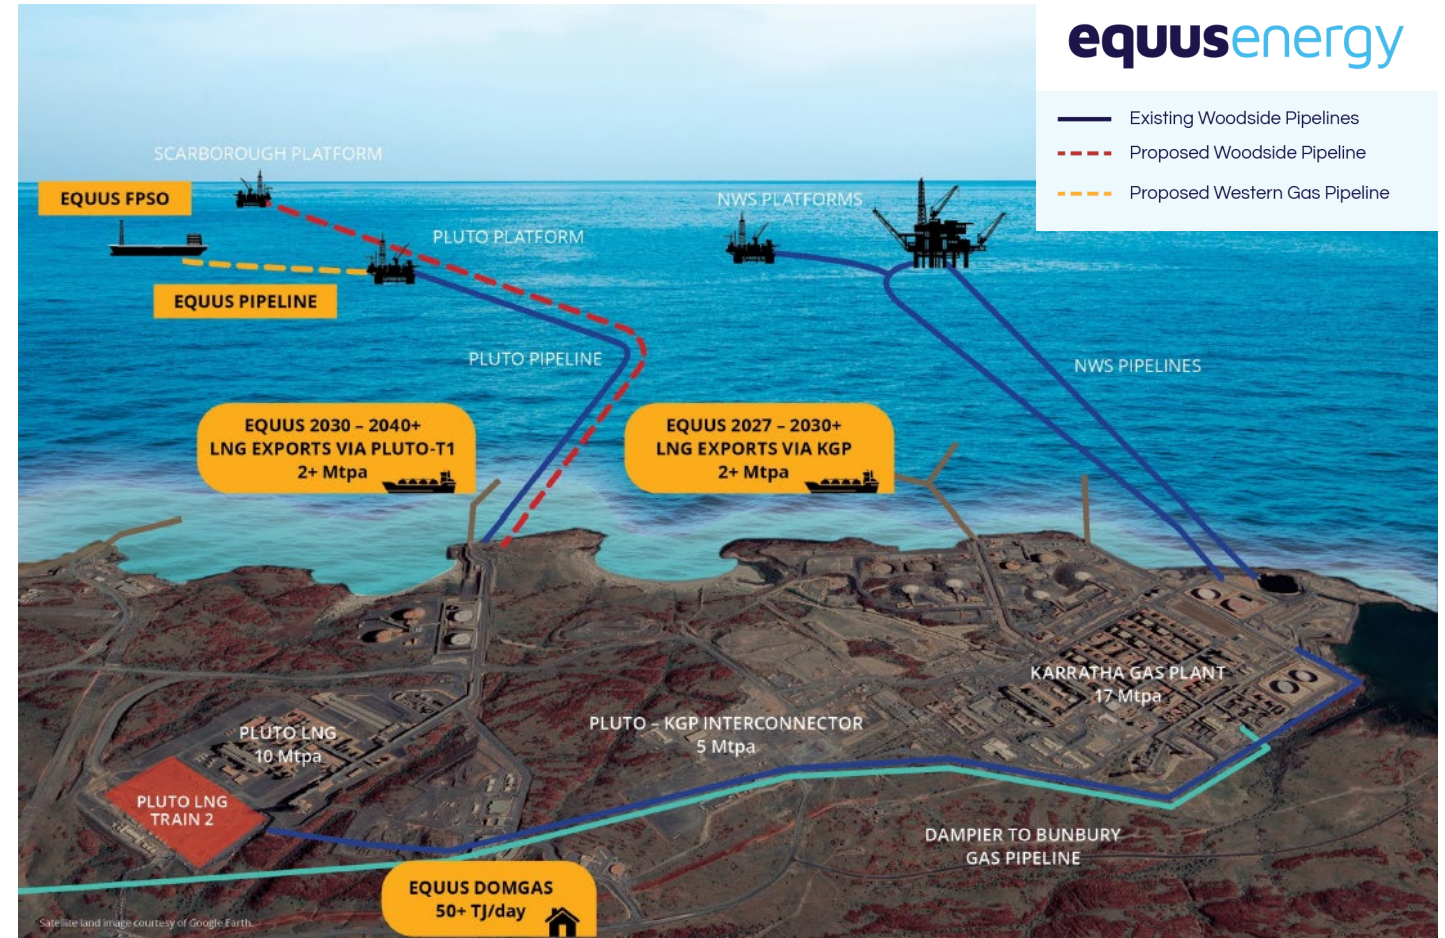 equusenergy
Existing Woodside Pipelines
Proposed Woodside Pipeline
Proposed Western Gas Pipeline
SCARBOROUGH PLATFORM
EQUUS FPSO
NWS PLATFORMS
PLUTO PLATFORM
EQUUS PIPELINE
PLUTO PIPELINE
NWS PIPELINES
EQUUS 2030 – 2040+
LNG EXPORTS VIA PLUTO-T1
2+ Mtpa
EQUUS 2027 – 2030+
LNG EXPORTS VIA KGP
2+ Mtpa
KARRATHA GAS PLANT
17 Mtpa
PLUTO – KGP INTERCONNECTOR
5 Mtpa
PLUTO LNG
10 Mtpa
PLUTO LNG
TRAIN 2
DAMPIER TO BUNBURY
GAS PIPELINE
EQUUS DOMGAS
50+ TJ/day
Satellite land image courtesy of Google Earth.